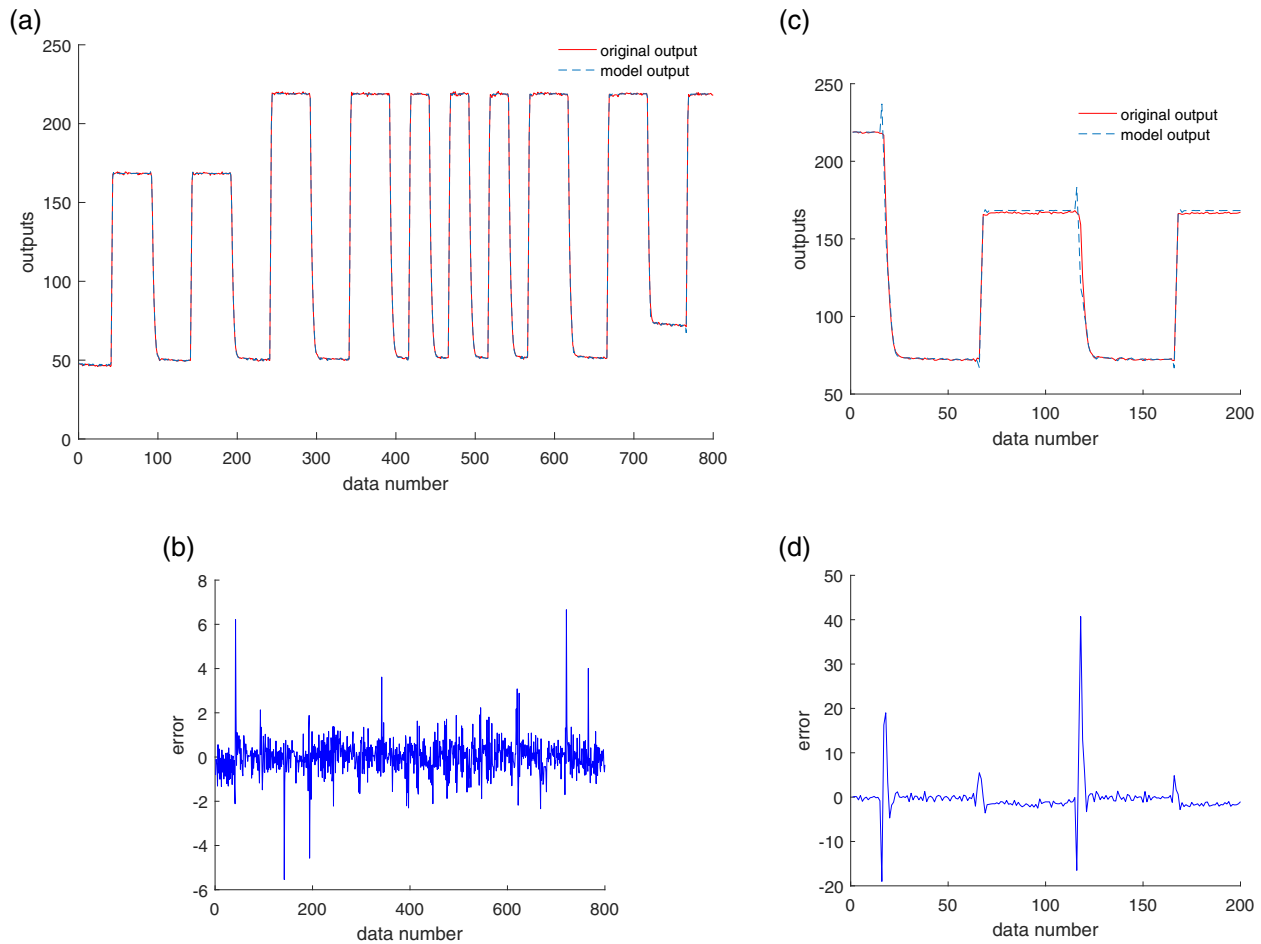 (a)
250
200
150
100
50
0
outputs
original output
model output
0 100 200 300 400 500 600 700 800
data number
(c)
250
200
150
100
50
outputs
original output
model output
0 50 100 150 200
data number
(b)
8
6
4
2
0
-2
-4
-6
error
0 200 400 600 800
data number
(d)
50
40
30
20
10
0
-10
-20
error
0 50 100 150 200
data number